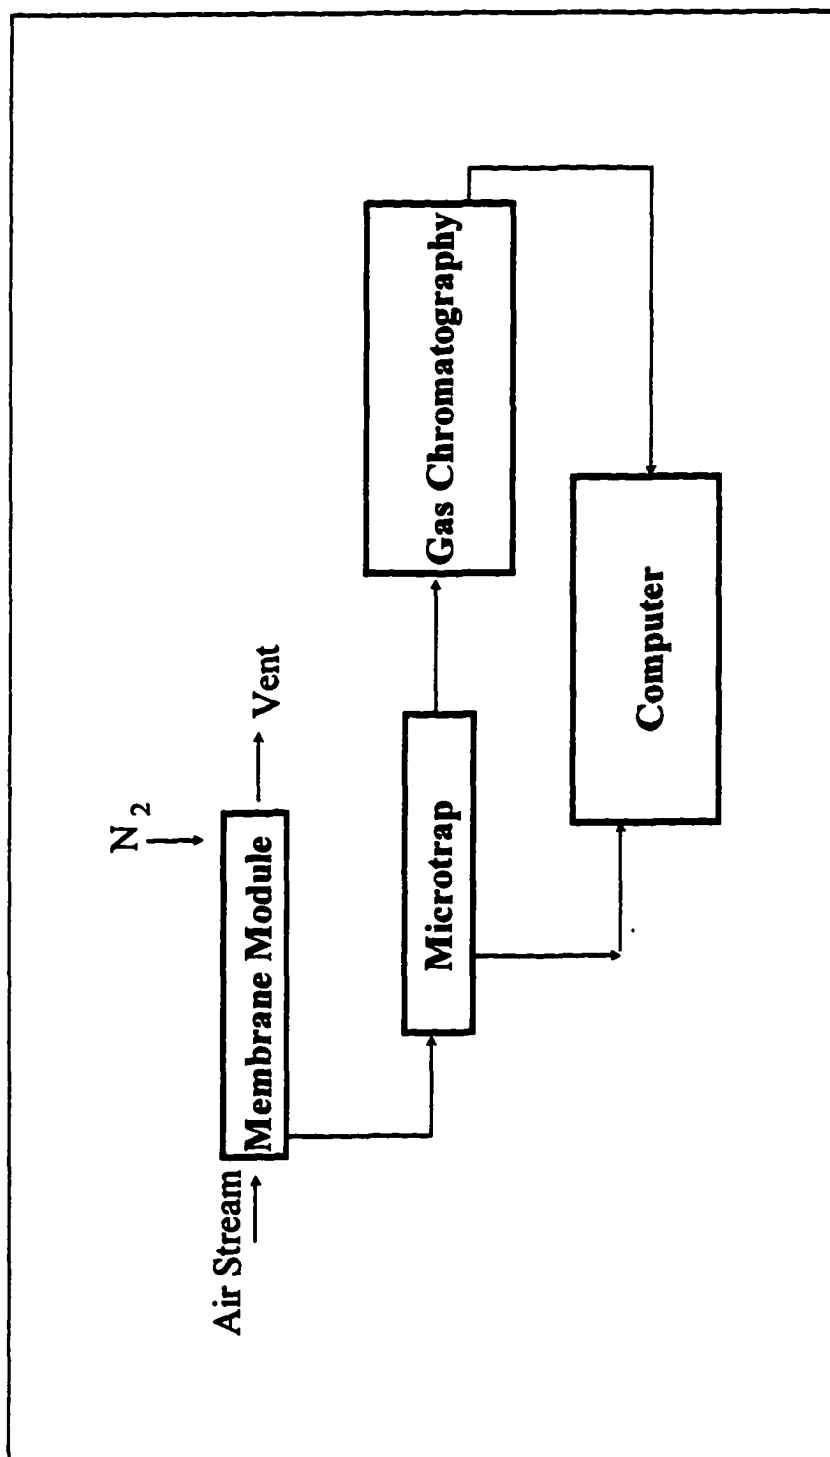 N2
Air Stream
Membrane Module
Vent
Microtrap
Gas Chromatography
Computer